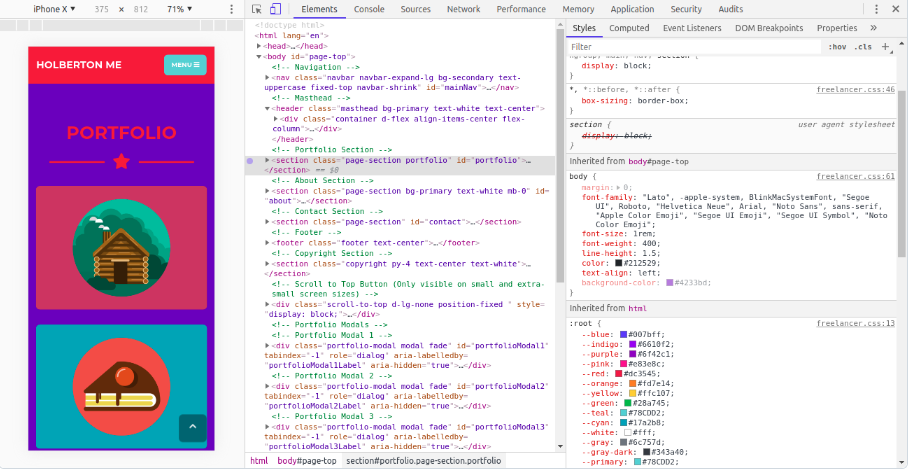 iPhone X ▼ 375 × 812 71% ▼
Elements Console Sources Network Performance Memory Application Security Audits
HOLBERTON ME
MENU
PORTFOLIO
<!doctype html>
<html lang="en">
<head>…</head>
<body id="page-top">
<!-- Navigation -->
<nav class="navbar navbar-expand-lg bg-secondary text-
uppercase fixed-top navbar-shrink" id="mainNav">…</nav>
<!-- Masthead -->
<header class="masthead bg-primary text-white text-center">
<div class="container d-flex align-items-center flex-
column">…</div>
</header>
<!-- Portfolio Section -->
<section class="page-section portfolio" id="portfolio">…
</section> == $0
<!-- About Section -->
<section class="page-section bg-primary text-white mb-0" id=
"about">…</section>
<!-- Contact Section -->
<section class="page-section" id="contact">…</section>
<!-- Footer -->
<footer class="footer text-center">…</footer>
<!-- Copyright Section -->
<section class="copyright py-4 text-center text-white">…
</section>
<!-- Scroll to Top Button (Only visible on small and extra-
small screen sizes) -->
<div class="scroll-to-top d-lg-none position-fixed " style=
"display: block;">…</div>
<!-- Portfolio Modals -->
<!-- Portfolio Modal 1 -->
<div class="portfolio-modal modal fade" id="portfolioModal1"
tabindex="-1" role="dialog" aria-labelledby=
"portfolioModal1Label" aria-hidden="true">…</div>
<!-- Portfolio Modal 2 -->
<div class="portfolio-modal modal fade" id="portfolioModal2"
tabindex="-1" role="dialog" aria-labelledby=
"portfolioModal2Label" aria-hidden="true">…</div>
<!-- Portfolio Modal 3 -->
<div class="portfolio-modal modal fade" id="portfolioModal3"
tabindex="-1" role="dialog" aria-labelledby=
"portfolioModal3Label" aria-hidden="true">…</div>
html body#page-top section#portfolio.page-section.portfolio
Styles Computed Event Listeners DOM Breakpoints Properties »
Filter :hov .cls +
display: block;
}
*, *::before, *::after { freelancer.css:46
box-sizing: border-box;
}
section { user agent stylesheet
display: block;
}
Inherited from body#page-top
body { freelancer.css:61
margin: 0;
font-family: "Lato", -apple-system, BlinkMacSystemFont, "Segoe
UI", Roboto, "Helvetica Neue", Arial, "Noto Sans", sans-serif,
"Apple Color Emoji", "Segoe UI Emoji", "Segoe UI Symbol", "Noto
Color Emoji";
font-size: 1rem;
font-weight: 400;
line-height: 1.5;
color: #212529;
text-align: left;
background-color: #4233bd;
}
Inherited from html
:root { freelancer.css:13
--blue: #007bff;
--indigo: #6610f2;
--purple: #6f42c1;
--pink: #e83e8c;
--red: #dc3545;
--orange: #fd7e14;
--yellow: #ffc107;
--green: #28a745;
--teal: #78CDD2;
--cyan: #17a2b8;
--white: #fff;
--gray: #6c757d;
--gray-dark: #343a40;
--primary: #78CDD2;